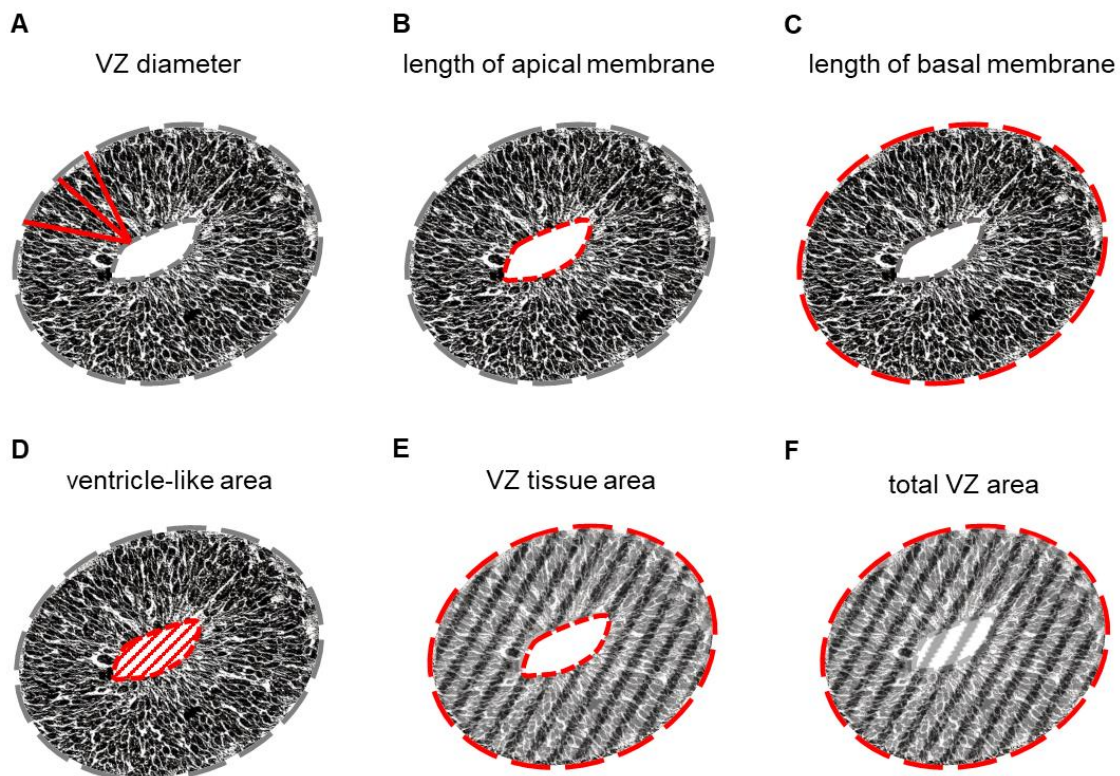 A
VZ diameter
B
length of apical membrane
C
length of basal membrane
D
ventricle-like area
E
VZ tissue area
F
total VZ area